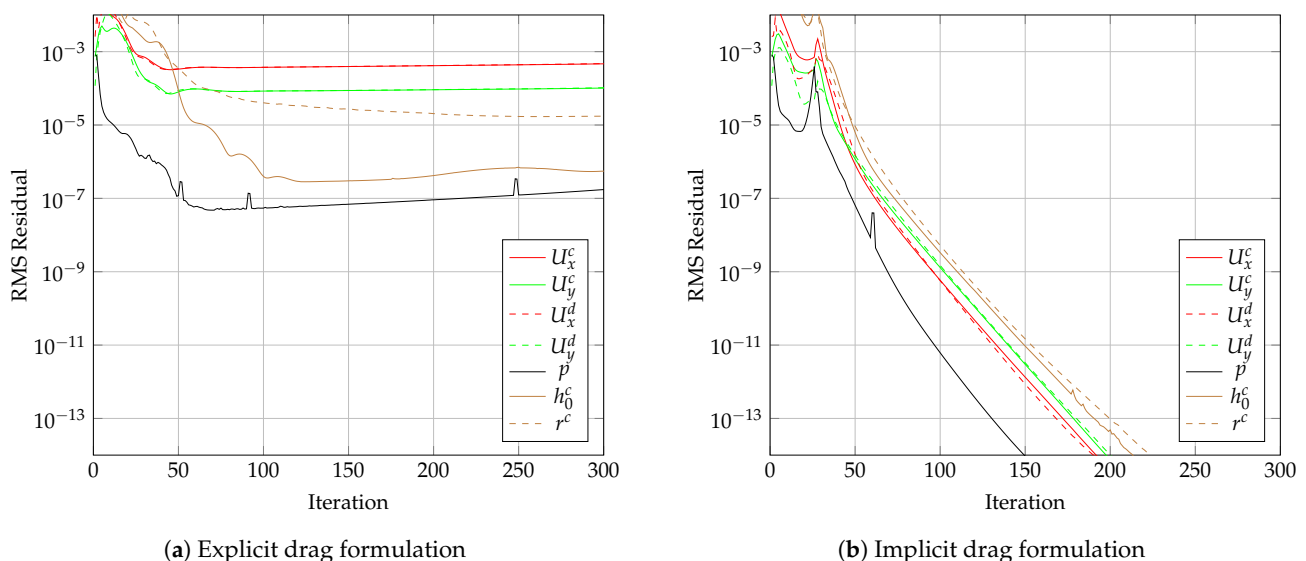 10^−3
10^−5
10^−7
10^−9
10^−11
10^−13
RMS Residual
0 50 100 150 200 250 300
Iteration
U_x^c
U_y^c
U_x^d
U_y^d
p
h_0^c
r^c
(a) Explicit drag formulation
10^−3
10^−5
10^−7
10^−9
10^−11
10^−13
RMS Residual
0 50 100 150 200 250 300
Iteration
U_x^c
U_y^c
U_x^d
U_y^d
p
h_0^c
r^c
(b) Implicit drag formulation